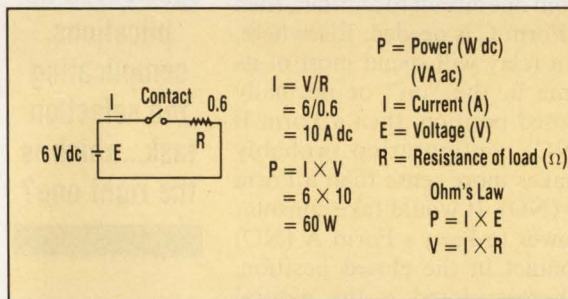 I
Contact
0.6
R
6 V dc
E
I = V/R
= 6/0.6
= 10 A dc
P = I × V
= 6 × 10
= 60 W
P = Power (W dc)
(VA ac)
I = Current (A)
E = Voltage (V)
R = Resistance of load (Ω)
Ohm's Law
P = I × E
V = I × R